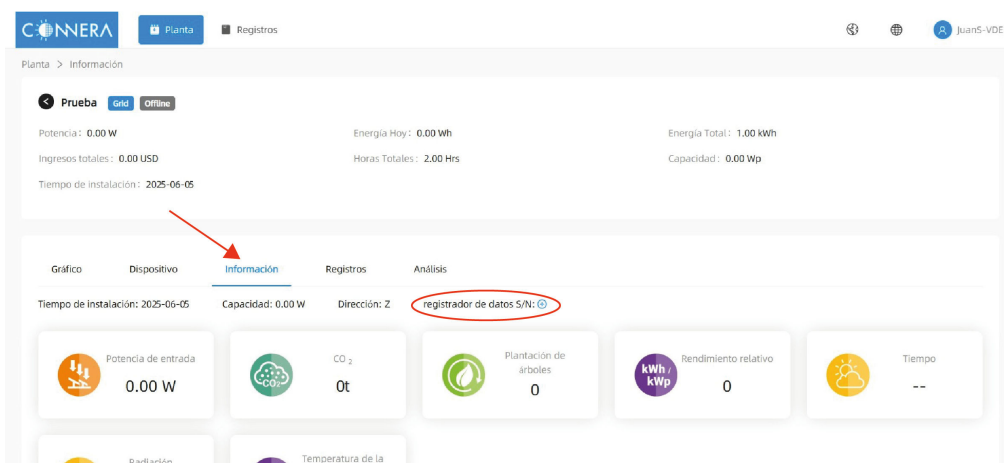 CONNERA Planta Registros JuanS-VDE
Planta > Información
Prueba Grid Offline
Potencia: 0.00 W Energía Hoy: 0.00 Wh Energía Total: 1.00 kWh
Ingresos totales: 0.00 USD Horas Totales: 2.00 Hrs Capacidad: 0.00 Wp
Tiempo de instalación: 2025-06-05
Gráfico Dispositivo Información Registros Análisis
Tiempo de instalación: 2025-06-05 Capacidad: 0.00 W Dirección: Z registrador de datos S/N:
Potencia de entrada
0.00 W
CO₂
CO₂
0t
Plantación de
árboles
0
kWh /
kWp
Rendimiento relativo
0
Tiempo
--
Radiación
Temperatura de la